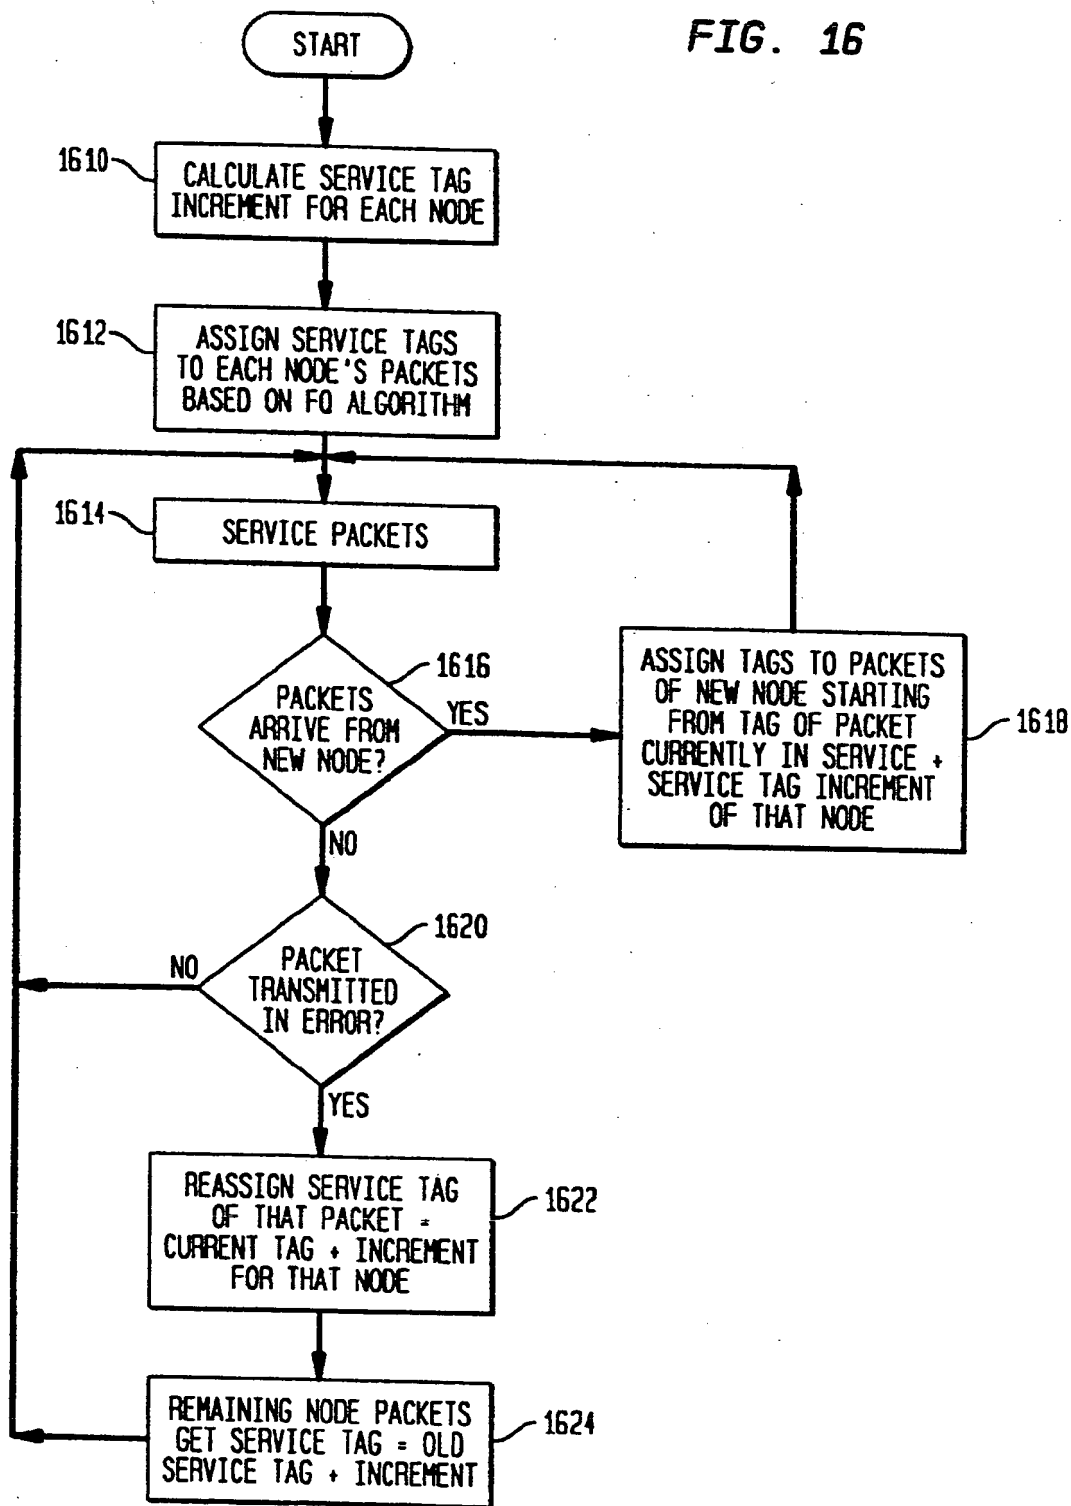 FIG. 16
START
1610
CALCULATE SERVICE TAG
INCREMENT FOR EACH NODE
1612
ASSIGN SERVICE TAGS
TO EACH NODE'S PACKETS
BASED ON FQ ALGORITHM
1614
SERVICE PACKETS
1616
PACKETS
ARRIVE FROM
NEW NODE?
YES
NO
ASSIGN TAGS TO PACKETS
OF NEW NODE STARTING
FROM TAG OF PACKET
CURRENTLY IN SERVICE +
SERVICE TAG INCREMENT
OF THAT NODE
1618
1620
PACKET
TRANSMITTED
IN ERROR?
NO
YES
REASSIGN SERVICE TAG
OF THAT PACKET =
CURRENT TAG + INCREMENT
FOR THAT NODE
1622
REMAINING NODE PACKETS
GET SERVICE TAG = OLD
SERVICE TAG + INCREMENT
1624